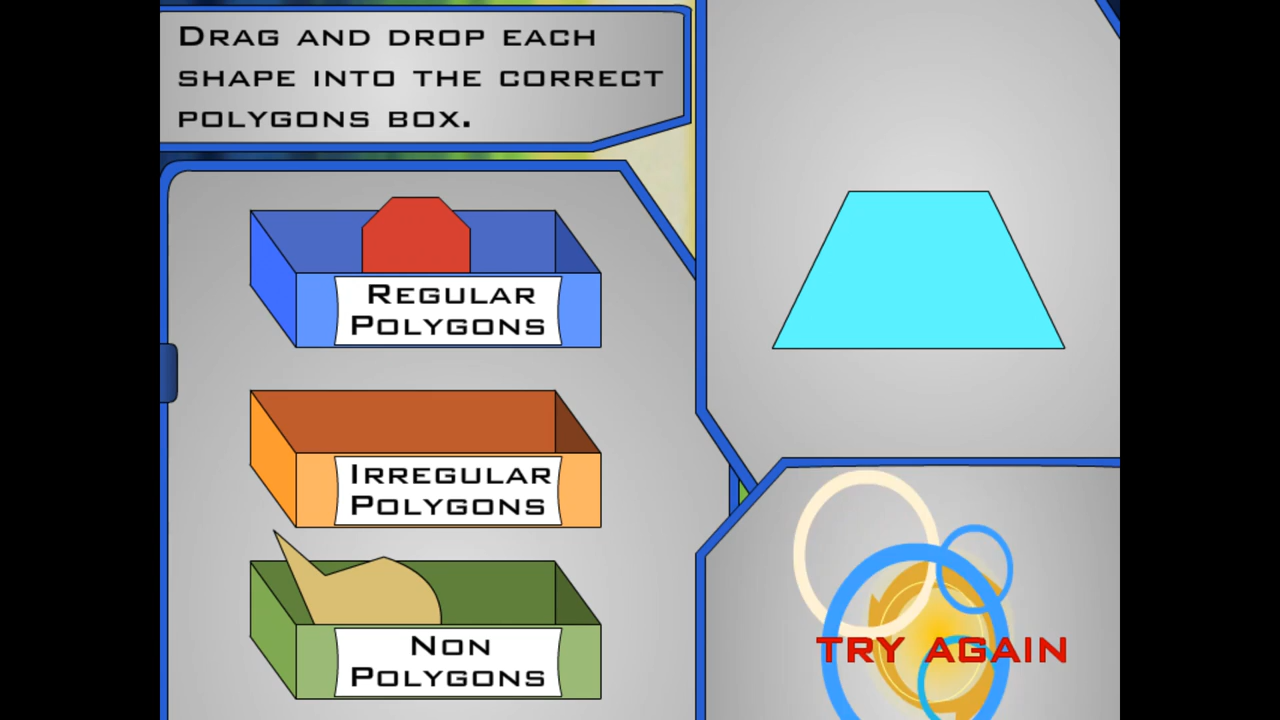 DRAG AND DROP EACH
SHAPE INTO THE CORRECT
POLYGONS BOX.
REGULAR
POLYGONS
IRREGULAR
POLYGONS
NON
POLYGONS
TRY AGAIN